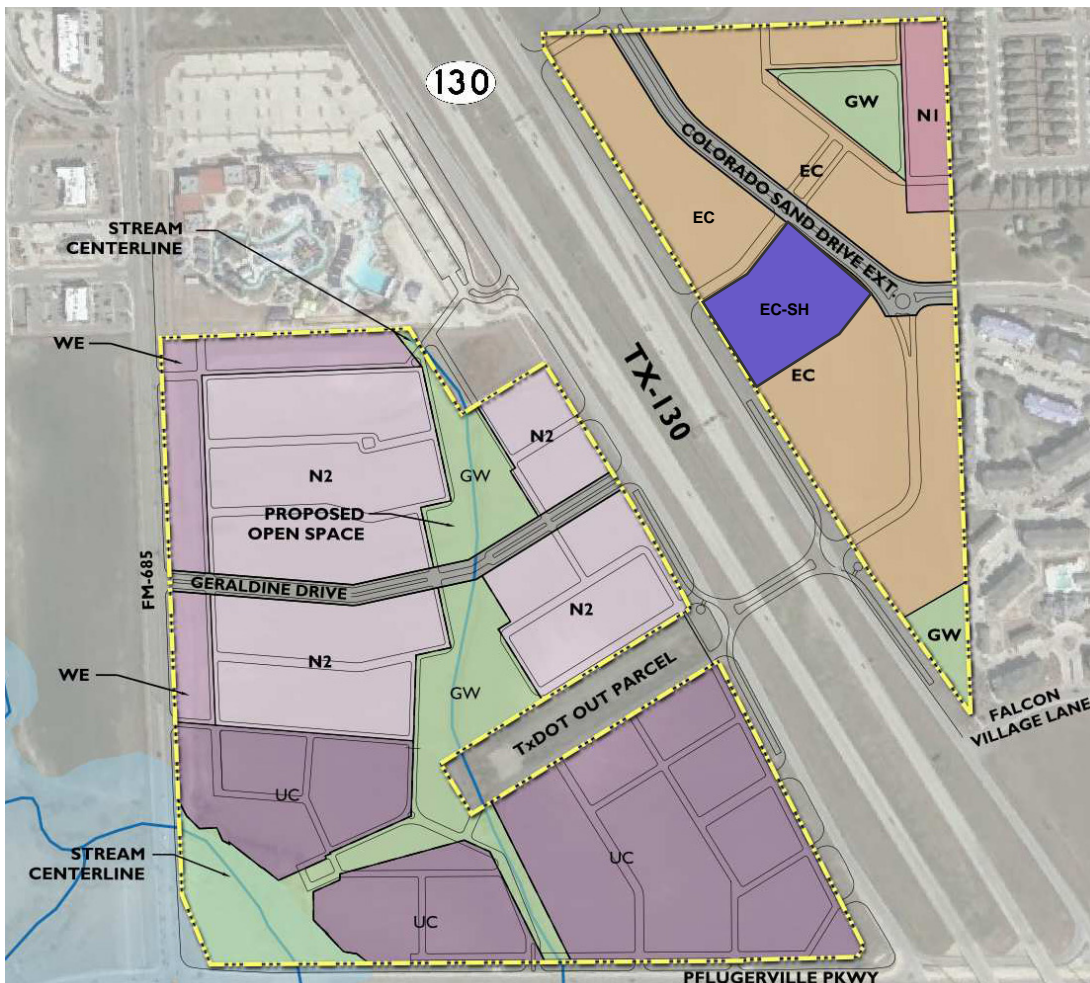 130
GW
N1
COLORADO SAND DRIVE EXT.
EC
EC
STREAM
CENTERLINE
EC-SH
WE
TX-130
EC
N2
N2
GW
PROPOSED
OPEN SPACE
FM-685
GERALDINE DRIVE
N2
GW
N2
WE
GW
TxDOT OUT PARCEL
FALCON
VILLAGE LANE
UC
STREAM
CENTERLINE
UC
UC
PFLUGERVILLE PKWY